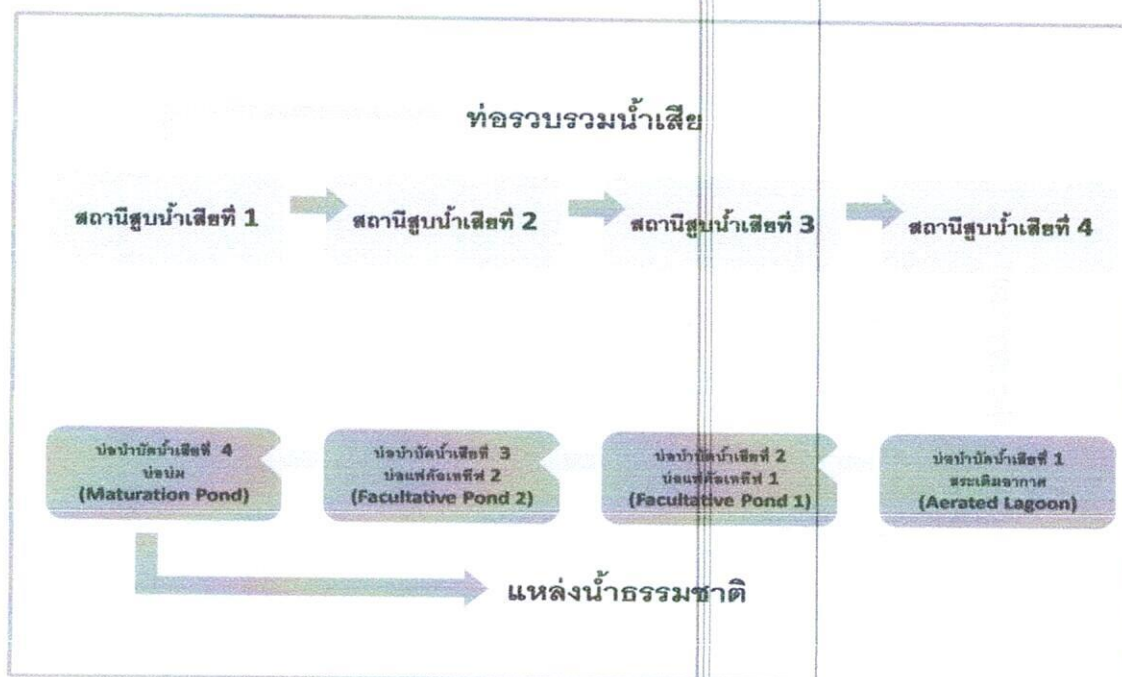 ท่อรวบรวมน้ำเสีย
สถานีสูบน้ำเสียที่ 1
สถานีสูบน้ำเสียที่ 2
สถานีสูบน้ำเสียที่ 3
สถานีสูบน้ำเสียที่ 4
บ่อบำบัดน้ำเสียที่ 4
บ่อบ่ม
(Maturation Pond)
บ่อบำบัดน้ำเสียที่ 3
บ่อแฟคัลเททีฟ 2
(Facultative Pond 2)
บ่อบำบัดน้ำเสียที่ 2
บ่อแฟคัลเททีฟ 1
(Facultative Pond 1)
บ่อบำบัดน้ำเสียที่ 1
สระเติมอากาศ
(Aerated Lagoon)
แหล่งน้ำธรรมชาติ